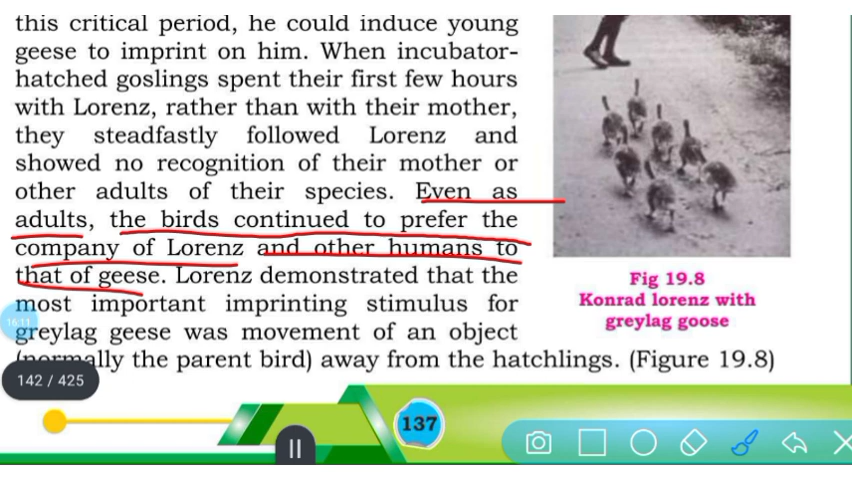 this critical period, he could induce young
geese to imprint on him. When incubator-
hatched goslings spent their first few hours
with Lorenz, rather than with their mother,
they steadfastly followed Lorenz and
showed no recognition of their mother or
other adults of their species. Even as
adults, the birds continued to prefer the
company of Lorenz and other humans to
that of geese. Lorenz demonstrated that the
most important imprinting stimulus for
greylag geese was movement of an object
(normally the parent bird) away from the hatchlings. (Figure 19.8)
Fig 19.8
Konrad lorenz with
greylag goose
16:11
142 / 425
137